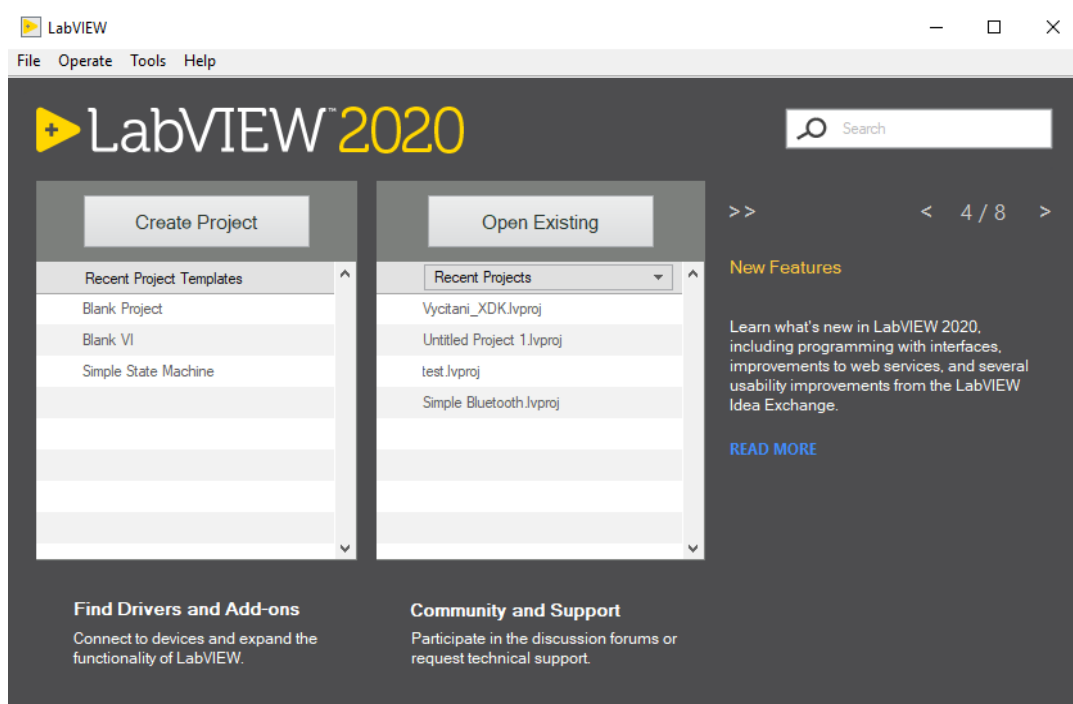 LabVIEW
File Operate Tools Help
LabVIEW™ 2020
Search
Create Project
Recent Project Templates
Blank Project
Blank VI
Simple State Machine
Open Existing
Recent Projects
Vycitani_XDK.lvproj
Untitled Project 1.lvproj
test.lvproj
Simple Bluetooth.lvproj
>> < 4 / 8 >
New Features
Learn what's new in LabVIEW 2020,
including programming with interfaces,
improvements to web services, and several
usability improvements from the LabVIEW
Idea Exchange.
READ MORE
Find Drivers and Add-ons
Connect to devices and expand the
functionality of LabVIEW.
Community and Support
Participate in the discussion forums or
request technical support.